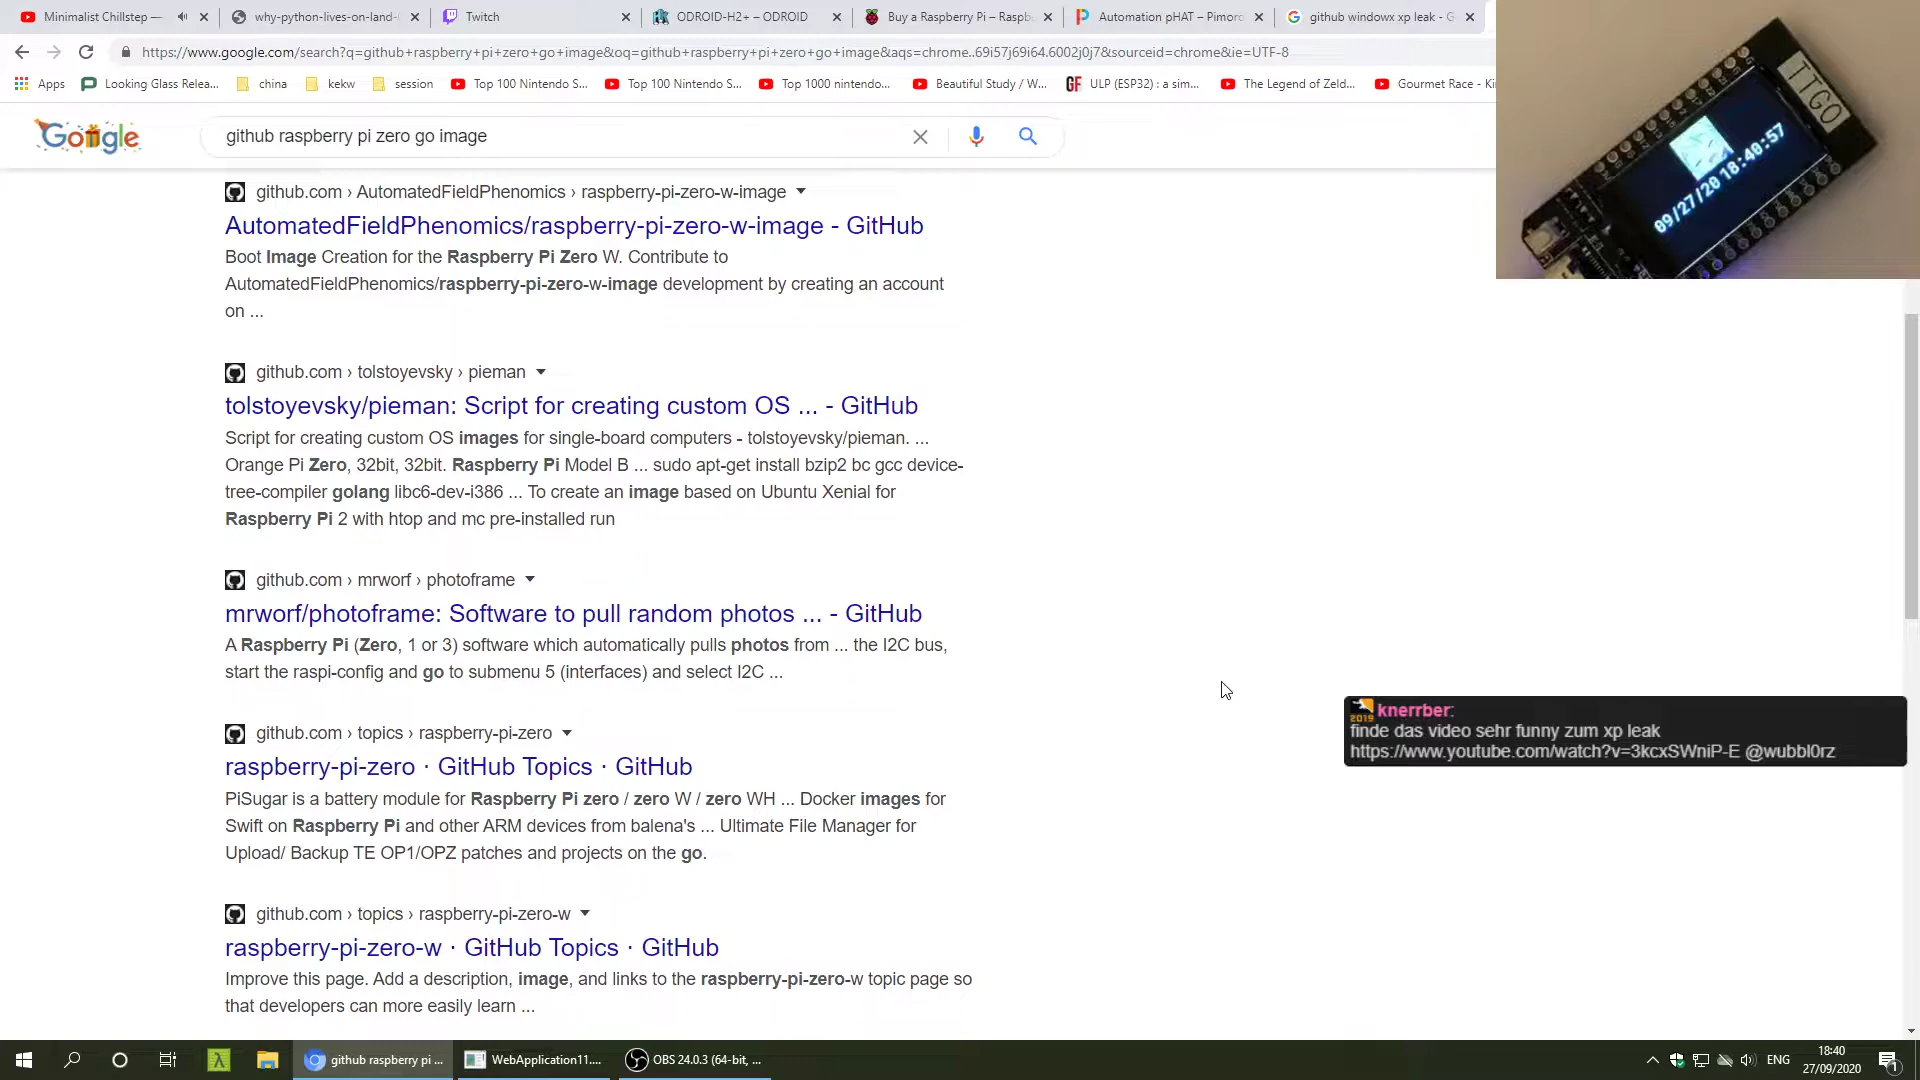 Minimalist Chillstep —
why-python-lives-on-land-
Twitch
ODROID-H2+ – ODROID
Buy a Raspberry Pi – Raspb
Automation pHAT – Pimoro
github windowx xp leak - G
https://www.google.com/search?q=github+raspberry+pi+zero+go+image&oq=github+raspberry+pi+zero+go+image&aqs=chrome..69i57j69i64.6002j0j7&sourceid=chrome&ie=UTF-8
Apps
Looking Glass Relea...
china
kekw
session
Top 100 Nintendo S...
Top 100 Nintendo S...
Top 1000 nintendo...
Beautiful Study / W...
GF ULP (ESP32) : a sim...
The Legend of Zeld...
Gourmet Race - Ki
TTGO
09/27/20 18:40:57
Google
github raspberry pi zero go image
github.com › AutomatedFieldPhenomics › raspberry-pi-zero-w-image
AutomatedFieldPhenomics/raspberry-pi-zero-w-image - GitHub
Boot Image Creation for the Raspberry Pi Zero W. Contribute to
AutomatedFieldPhenomics/raspberry-pi-zero-w-image development by creating an account
on ...
github.com › tolstoyevsky › pieman
tolstoyevsky/pieman: Script for creating custom OS ... - GitHub
Script for creating custom OS images for single-board computers - tolstoyevsky/pieman. ...
Orange Pi Zero, 32bit, 32bit. Raspberry Pi Model B ... sudo apt-get install bzip2 bc gcc device-
tree-compiler golang libc6-dev-i386 ... To create an image based on Ubuntu Xenial for
Raspberry Pi 2 with htop and mc pre-installed run
github.com › mrworf › photoframe
mrworf/photoframe: Software to pull random photos ... - GitHub
A Raspberry Pi (Zero, 1 or 3) software which automatically pulls photos from ... the I2C bus,
start the raspi-config and go to submenu 5 (interfaces) and select I2C ...
github.com › topics › raspberry-pi-zero
raspberry-pi-zero · GitHub Topics · GitHub
PiSugar is a battery module for Raspberry Pi zero / zero W / zero WH ... Docker images for
Swift on Raspberry Pi and other ARM devices from balena's ... Ultimate File Manager for
Upload/ Backup TE OP1/OPZ patches and projects on the go.
github.com › topics › raspberry-pi-zero-w
raspberry-pi-zero-w · GitHub Topics · GitHub
Improve this page. Add a description, image, and links to the raspberry-pi-zero-w topic page so
that developers can more easily learn ...
2019 knerrber:
finde das video sehr funny zum xp leak
https://www.youtube.com/watch?v=3kcxSWniP-E @wubbl0rz
github raspberry pi ...
WebApplication11....
OBS 24.0.3 (64-bit, ...
ENG
18:40
27/09/2020
1